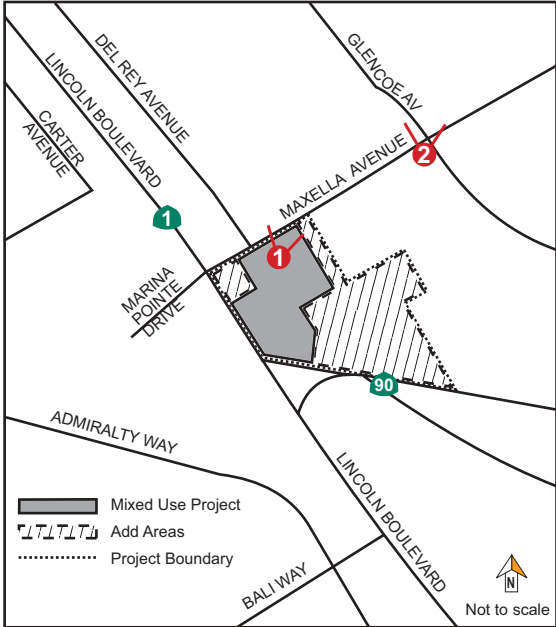 GLENCOE AV
DEL REY AVENUE
LINCOLN BOULEVARD
CARTER
AVENUE
2
MAXELLA AVENUE
1
1
MARINA
POINTE
DRIVE
90
ADMIRALTY WAY
LINCOLN BOULEVARD
Mixed Use Project
Add Areas
Project Boundary
BALI WAY
N
Not to scale